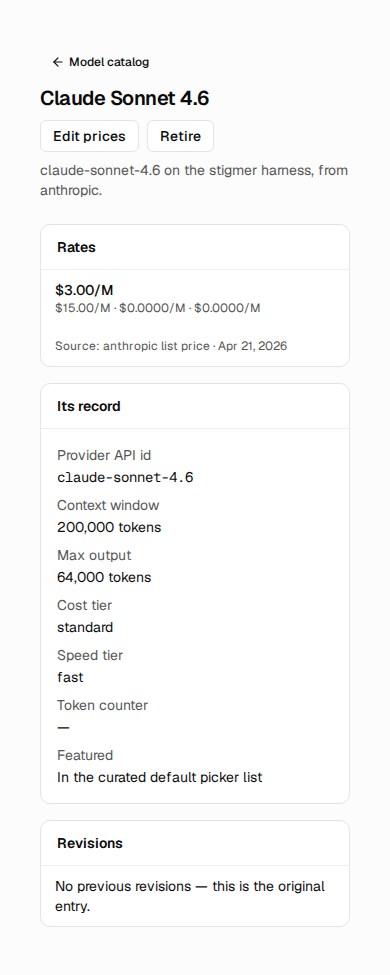 ← Model catalog
Claude Sonnet 4.6
Edit prices
Retire
claude-sonnet-4.6 on the stigmer harness, from
anthropic.
Rates
$3.00/M
$15.00/M · $0.0000/M · $0.0000/M
Source: anthropic list price · Apr 21, 2026
Its record
Provider API id
claude-sonnet-4.6
Context window
200,000 tokens
Max output
64,000 tokens
Cost tier
standard
Speed tier
fast
Token counter
—
Featured
In the curated default picker list
Revisions
No previous revisions — this is the original
entry.